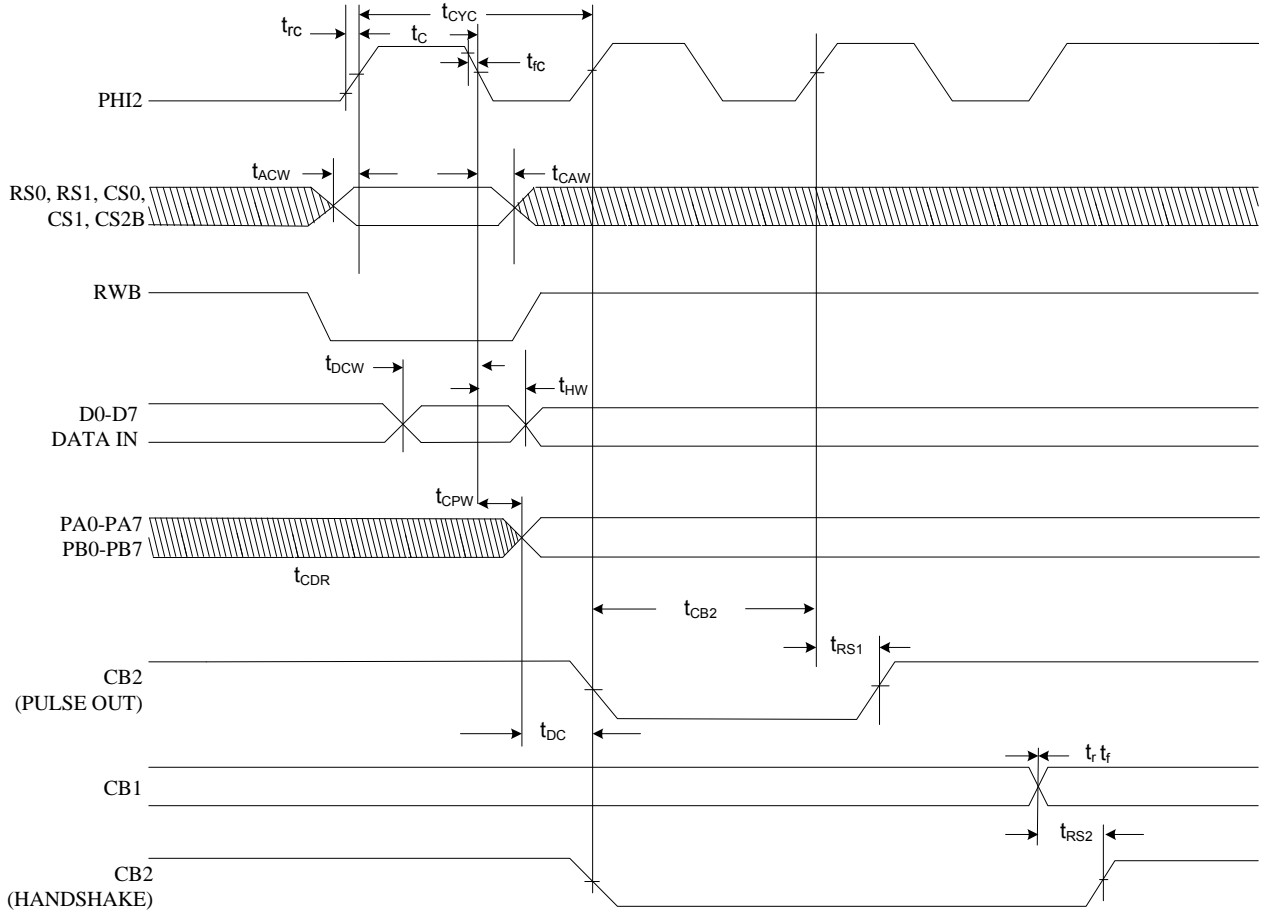 tCYC
trc
tC
tfc
PHI2
tACW
tCAW
RS0, RS1, CS0,
CS1, CS2B
RWB
tDCW
tHW
D0-D7
DATA IN
tCPW
PA0-PA7
PB0-PB7
tCDR
tCB2
tRS1
CB2
(PULSE OUT)
tDC
tr tf
CB1
tRS2
CB2
(HANDSHAKE)